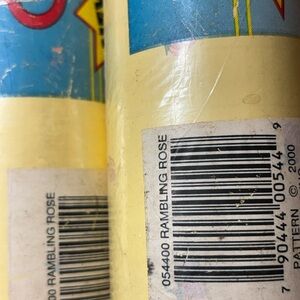 054400 RAMBLING ROSE
7 90444 00544 9
PATTERN © 2000
00 RAMBLING ROSE